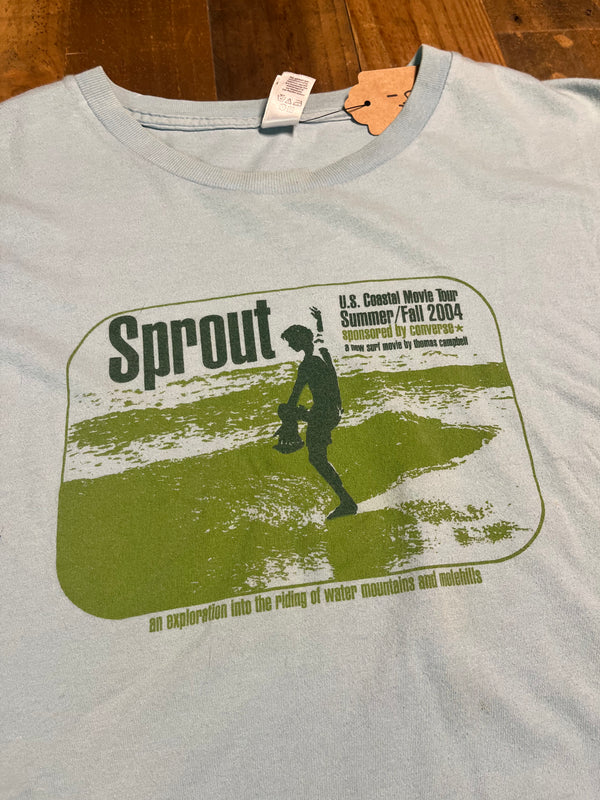 Sprout
U.S. Coastal Movie Tour
Summer/Fall 2004
sponsored by converse★
a new surf movie by thomas campbell
an exploration into the riding of water mountains and molehills